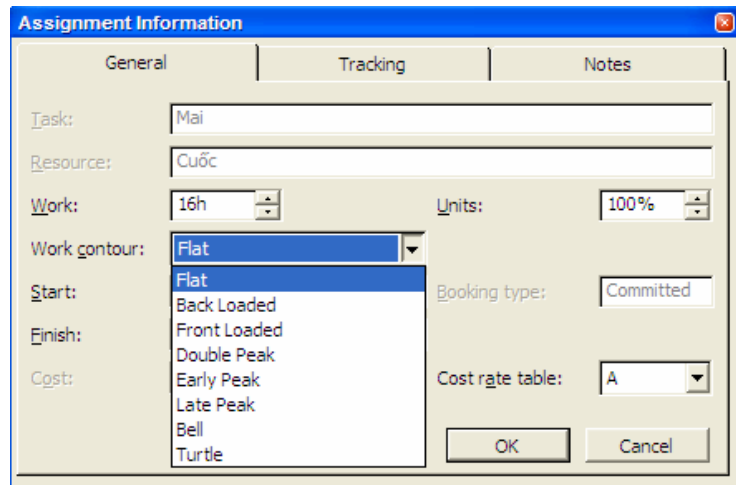 Assignment Information
General Tracking Notes
Task: Mai
Resource: Cuốc
Work: 16h Units: 100%
Work contour: Flat
Flat
Start: Booking type: Committed
Back Loaded
Front Loaded
Finish:
Double Peak
Cost: Early Peak Cost rate table: A
Late Peak
Bell
OK Cancel
Turtle